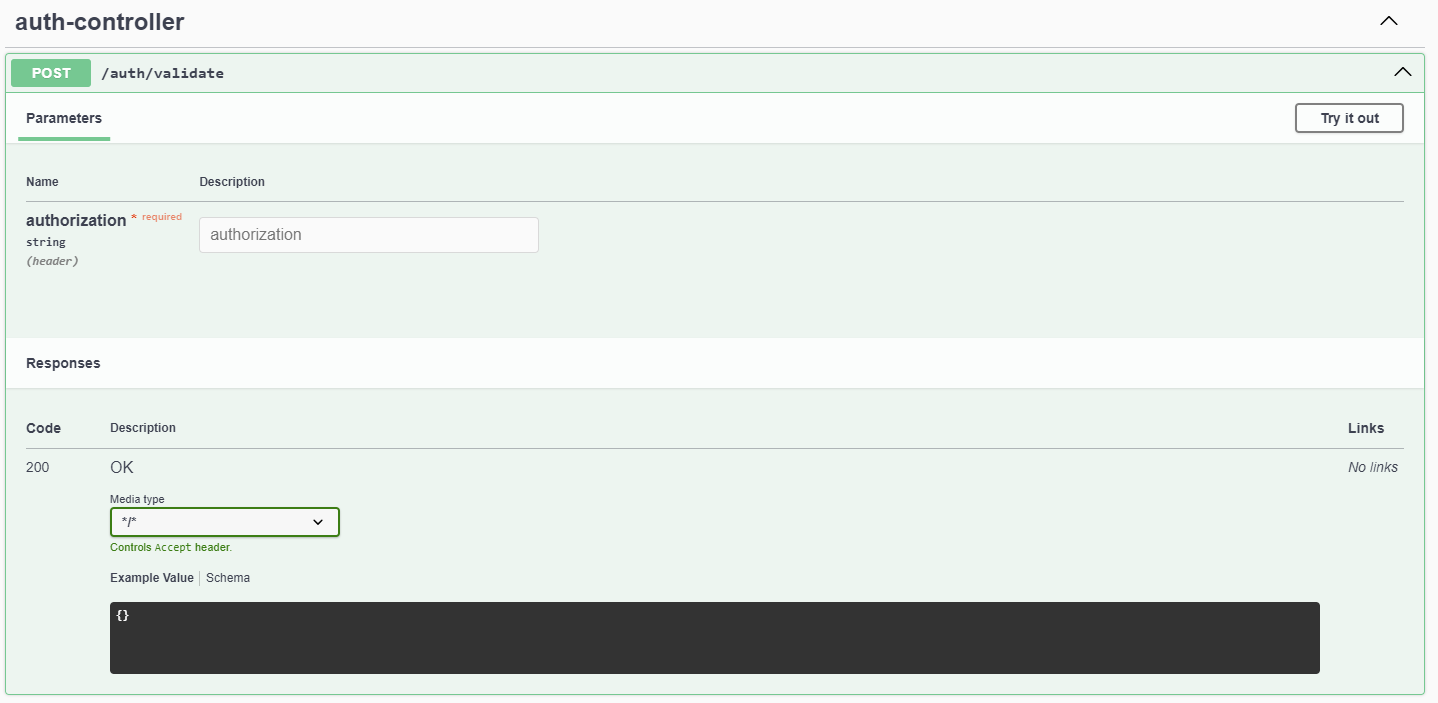 auth-controller
POST /auth/validate
Parameters
Try it out
Name Description
authorization * required
string
(header)
authorization
Responses
Code Description Links
200 OK No links
Media type
*/*
Controls Accept header.
Example Value Schema
{}